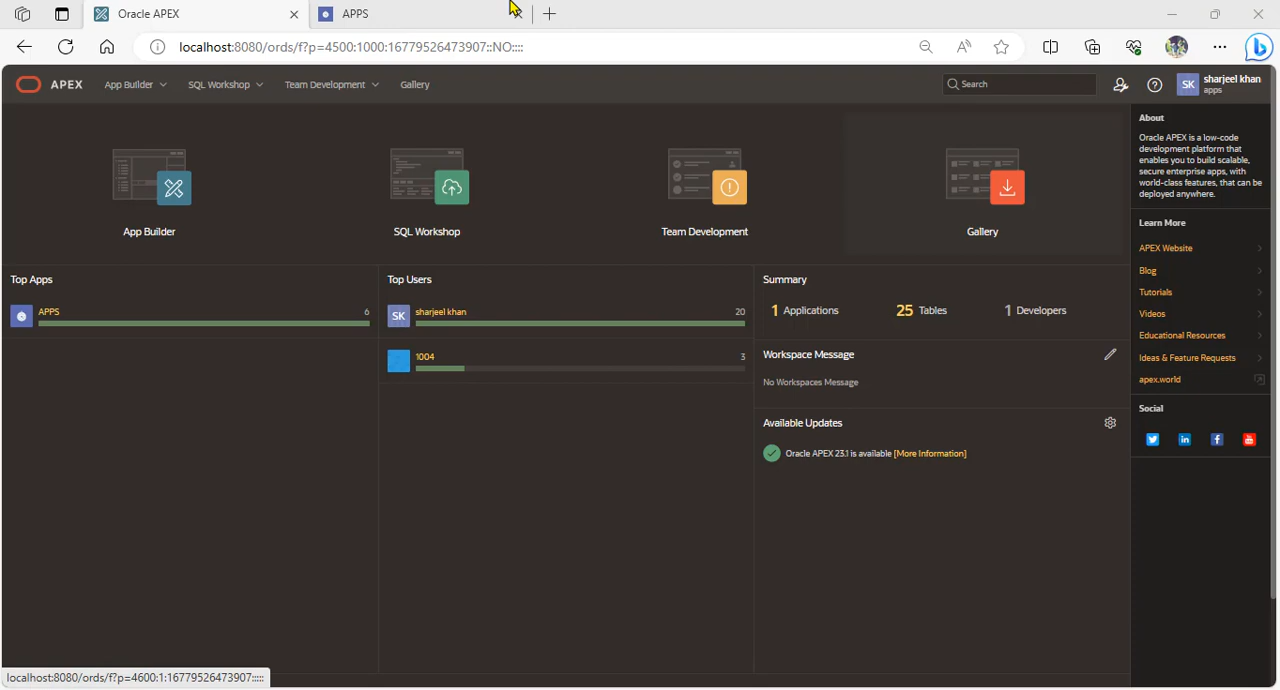 Oracle APEX
APPS
localhost:8080/ords/f?p=4500:1000:16779526473907::NO::::
APEX
App Builder
SQL Workshop
Team Development
Gallery
Search
SK
sharjeel khan
apps
App Builder
SQL Workshop
Team Development
Gallery
About
Oracle APEX is a low-code
development platform that
enables you to build scalable,
secure enterprise apps, with
world-class features, that can be
deployed anywhere.
Learn More
APEX Website
Blog
Tutorials
Videos
Educational Resources
Ideas & Feature Requests
apex.world
Social
Top Apps
APPS 6
Top Users
SK sharjeel khan 20
1004 3
Summary
1 Applications 25 Tables 1 Developers
Workspace Message
No Workspaces Message
Available Updates
Oracle APEX 23.1 is available [More Information]
localhost:8080/ords/f?p=4600:1:16779526473907:::::